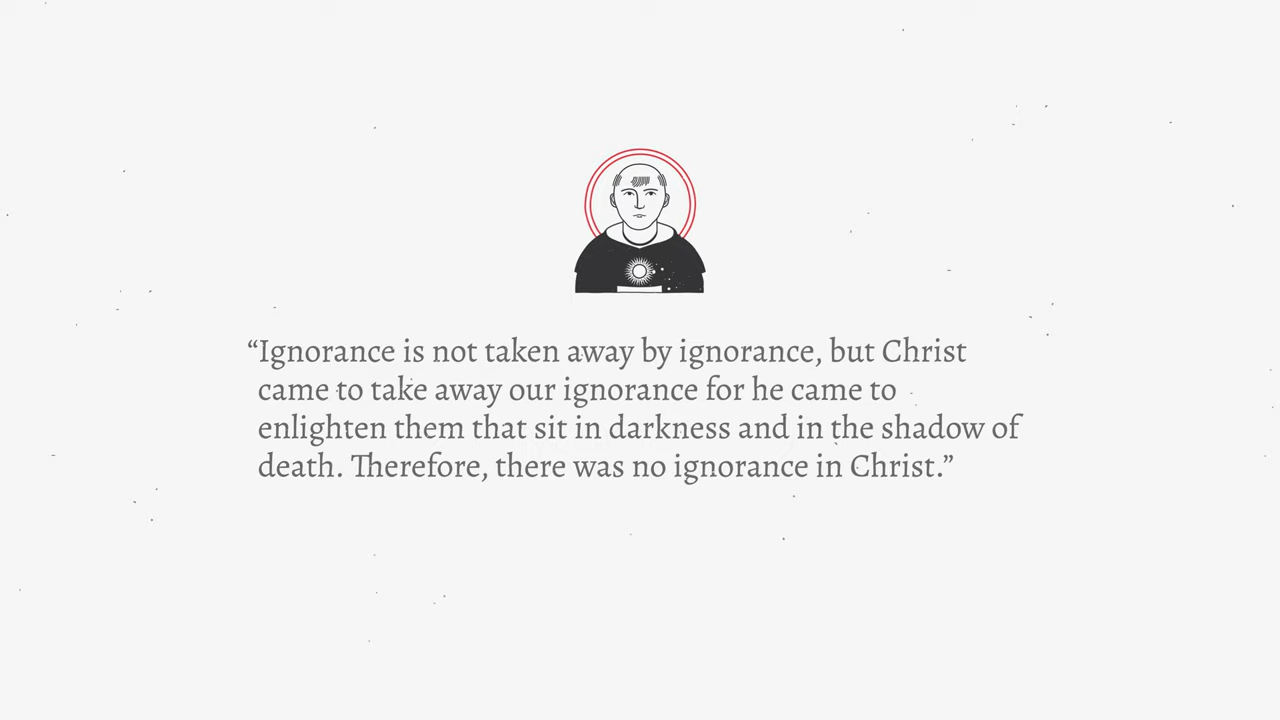 “Ignorance is not taken away by ignorance, but Christ
came to take away our ignorance for he came to
enlighten them that sit in darkness and in the shadow of
death. Therefore, there was no ignorance in Christ.”